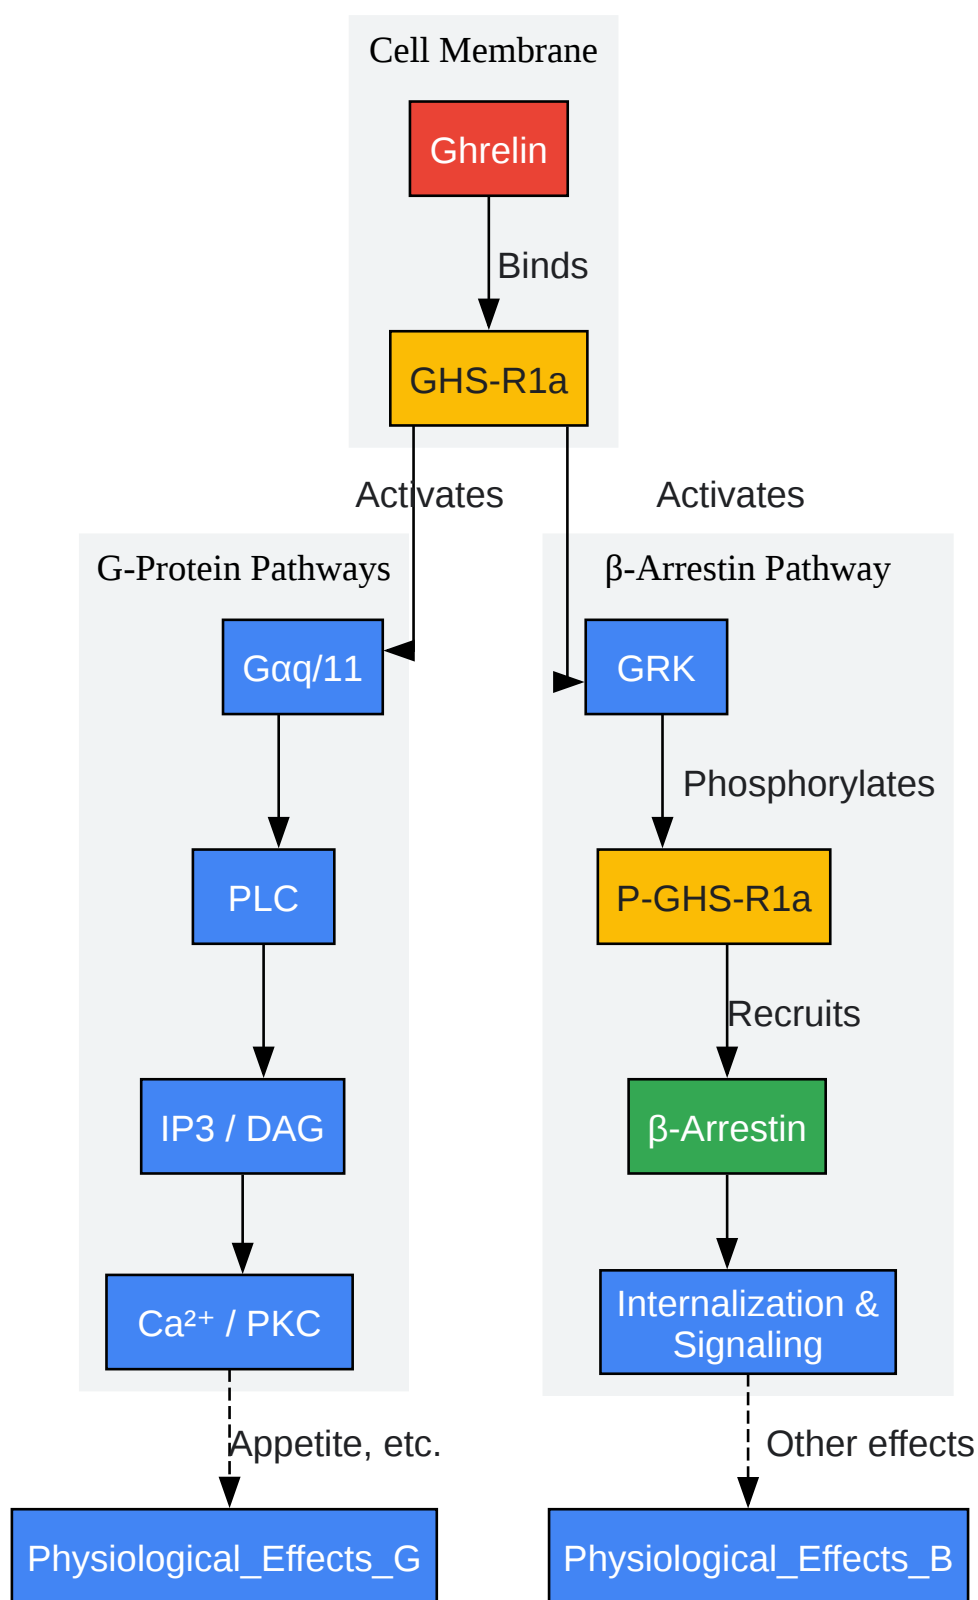 Cell Membrane
Ghrelin
Binds
GHS-R1a
Activates
Activates
G-Protein Pathways
β-Arrestin Pathway
Gαq/11
GRK
Phosphorylates
PLC
P-GHS-R1a
Recruits
IP3 / DAG
β-Arrestin
Ca²⁺ / PKC
Internalization &
Signaling
Appetite, etc.
Other effects
Physiological_Effects_G
Physiological_Effects_B